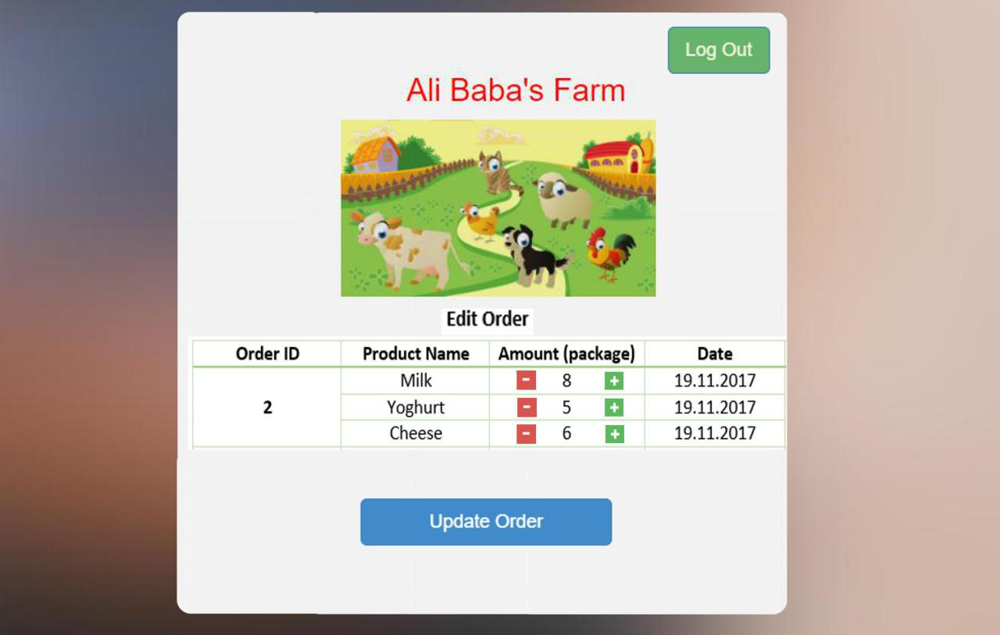 Log Out
Ali Baba's Farm
Edit Order
Order ID Product Name Amount (package) Date
Milk - 8 + 19.11.2017
2 Yoghurt - 5 + 19.11.2017
Cheese - 6 + 19.11.2017
Update Order